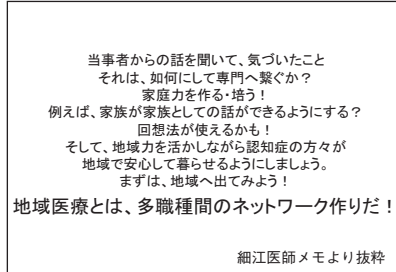 当事者からの話を聞いて、気づいたこと
それは、如何にして専門へ繋ぐか？
家庭力を作る・培う！
例えば、家族が家族としての話ができるようにする？
回想法が使えるかも！
そして、地域力を活かしながら認知症の方々が
地域で安心して暮らせるようにしましょう。
まずは、地域へ出てみよう！
地域医療とは、多職種間のネットワーク作りだ！
細江医師メモより抜粋